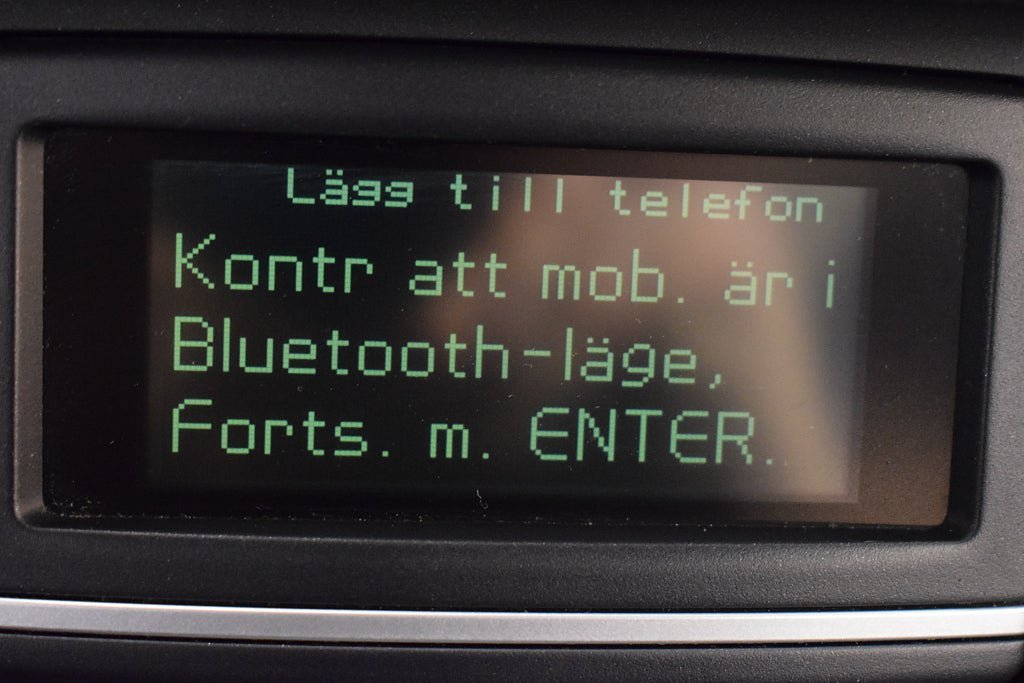 Lägg till telefon
Kontr att mob. är i
Bluetooth-läge,
Forts. m. ENTER.